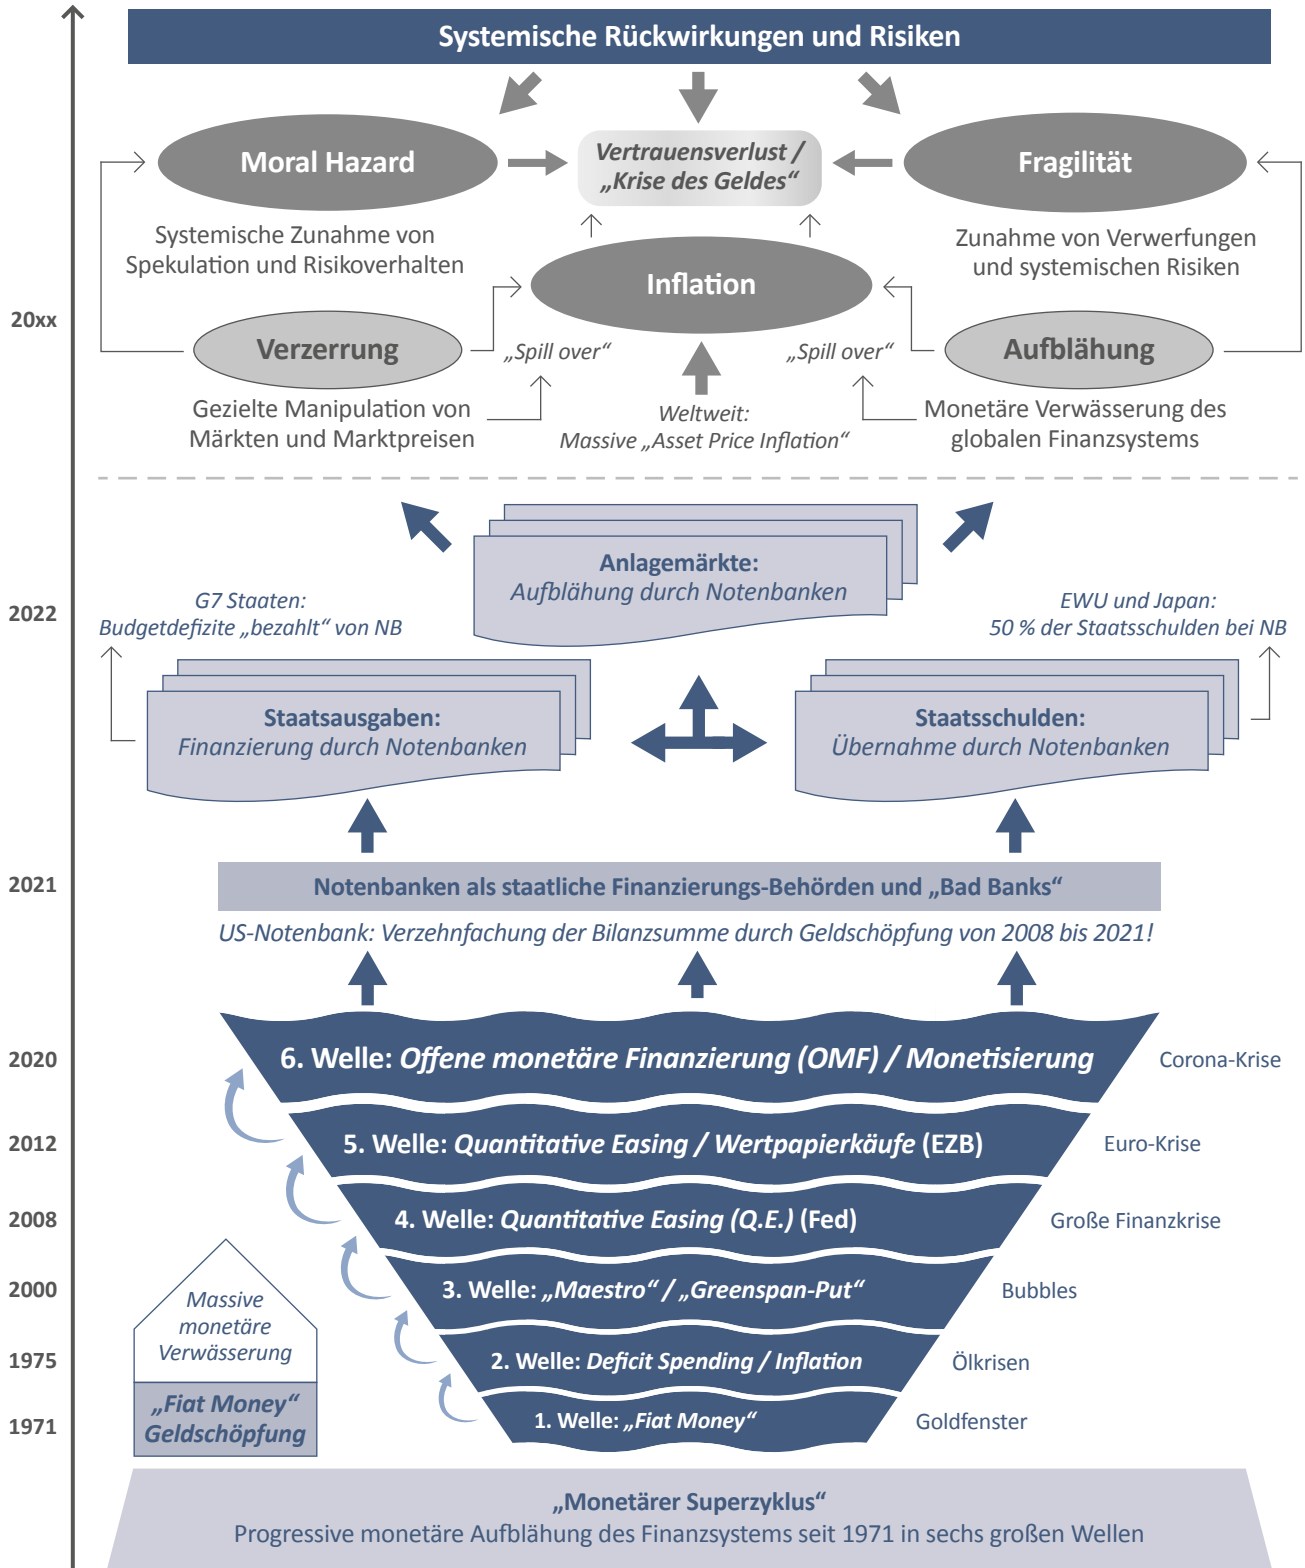 Systemische Rückwirkungen und Risiken
Moral Hazard
Vertrauensverlust /
„Krise des Geldes“
Fragilität
Systemische Zunahme von
Spekulation und Risikoverhalten
Inflation
Zunahme von Verwerfungen
und systemischen Risiken
20xx
Verzerrung
„Spill over“
„Spill over“
Aufblähung
Gezielte Manipulation von
Märkten und Marktpreisen
Weltweit:
Massive „Asset Price Inflation“
Monetäre Verwässerung des
globalen Finanzsystems
Anlagemärkte:
Aufblähung durch Notenbanken
2022
G7 Staaten:
Budgetdefizite „bezahlt“ von NB
EWU und Japan:
50 % der Staatsschulden bei NB
Staatsausgaben:
Finanzierung durch Notenbanken
Staatsschulden:
Übernahme durch Notenbanken
2021
Notenbanken als staatliche Finanzierungs-Behörden und „Bad Banks“
US-Notenbank: Verzehnfachung der Bilanzsumme durch Geldschöpfung von 2008 bis 2021!
2020
6. Welle: Offene monetäre Finanzierung (OMF) / Monetisierung
Corona-Krise
2012
5. Welle: Quantitative Easing / Wertpapierkäufe (EZB)
Euro-Krise
2008
4. Welle: Quantitative Easing (Q.E.) (Fed)
Große Finanzkrise
2000
3. Welle: „Maestro“ / „Greenspan-Put“
Bubbles
1975
2. Welle: Deficit Spending / Inflation
Ölkrisen
1971
1. Welle: „Fiat Money“
Goldfenster
Massive
monetäre
Verwässerung
„Fiat Money“
Geldschöpfung
„Monetärer Superzyklus“
Progressive monetäre Aufblähung des Finanzsystems seit 1971 in sechs großen Wellen